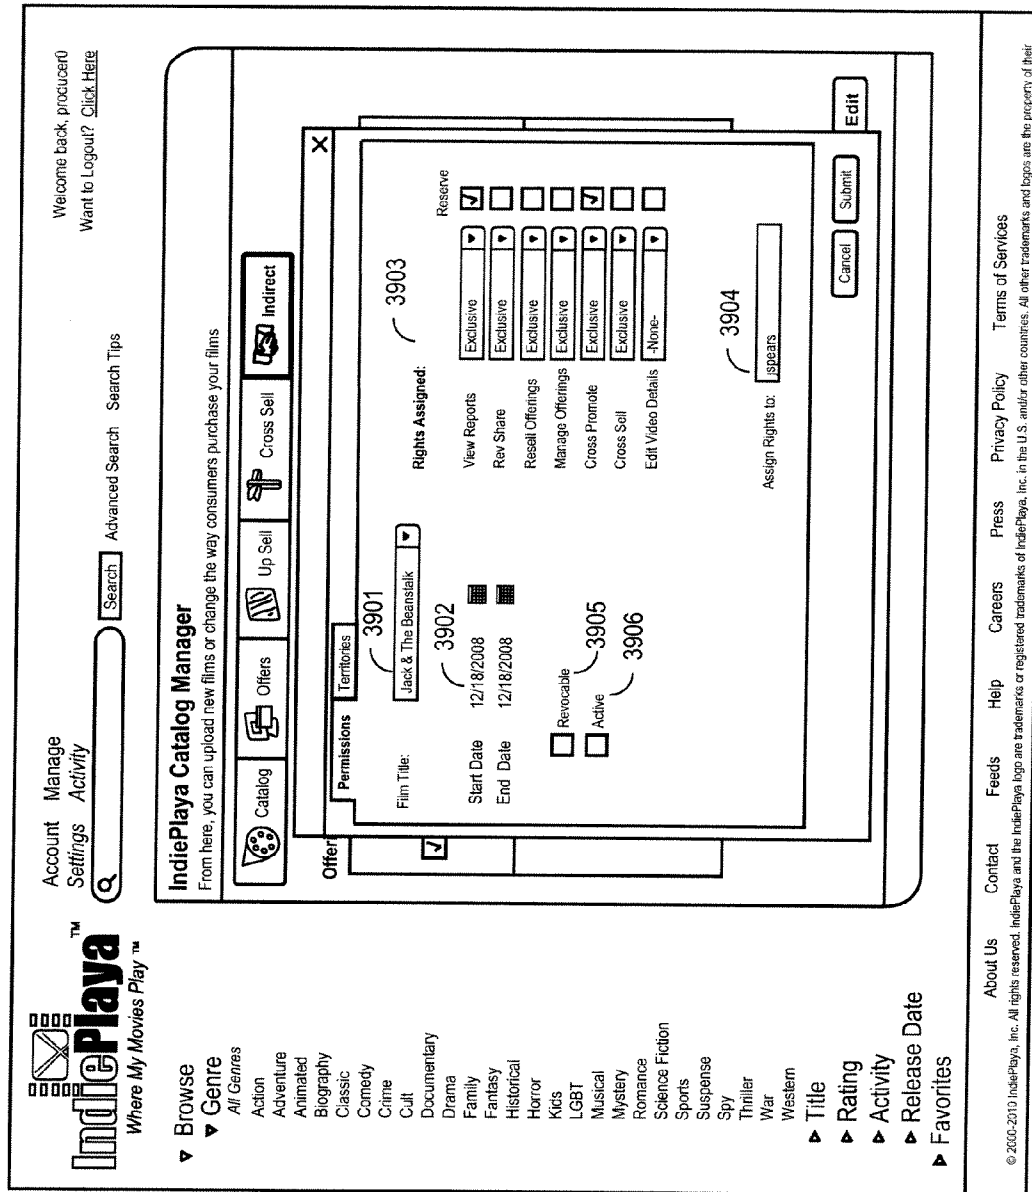 IndiePlaya™
Where My Movies Play ™
Account Settings
Manage Activity
Search
Advanced Search
Search Tips
Welcome back, producer0
Want to Logout? Click Here
▼ Browse
▼ Genre
All Genres
Action
Adventure
Animated
Biography
Classic
Comedy
Crime
Cult
Documentary
Drama
Family
Fantasy
Historical
Horror
Kids
LGBT
Musical
Mystery
Romance
Science Fiction
Sports
Suspense
Spy
Thriller
War
Western
Title
Rating
Activity
Release Date
Favorites
IndiePlaya Catalog Manager
From here, you can upload new films or change the way consumers purchase your films
Catalog
Offers
Up Sell
Cross Sell
Indirect
Offer
X
Permissions
Territories
3901
Film Title:
Jack & The Beanstalk
3902
Start Date 12/18/2008
End Date 12/18/2008
Revocable
3905
Active
3906
3903
Rights Assigned:
Reserve
View Reports Exclusive
Rev Share Exclusive
Resell Offerings Exclusive
Manage Offerings Exclusive
Cross Promote Exclusive
Cross Sell Exclusive
Edit Video Details -None-
3904
Assign Rights to: jspears
Cancel
Submit
Edit
About Us Contact Feeds Help Careers Press Privacy Policy Terms of Services
© 2000-2010 IndiePlaya, Inc. All rights reserved. IndiePlaya and the IndiePlaya logo are trademarks or registered trademarks of IndiePlaya, Inc. in the U.S. and/or other countries. All other trademarks and logos are the property of their